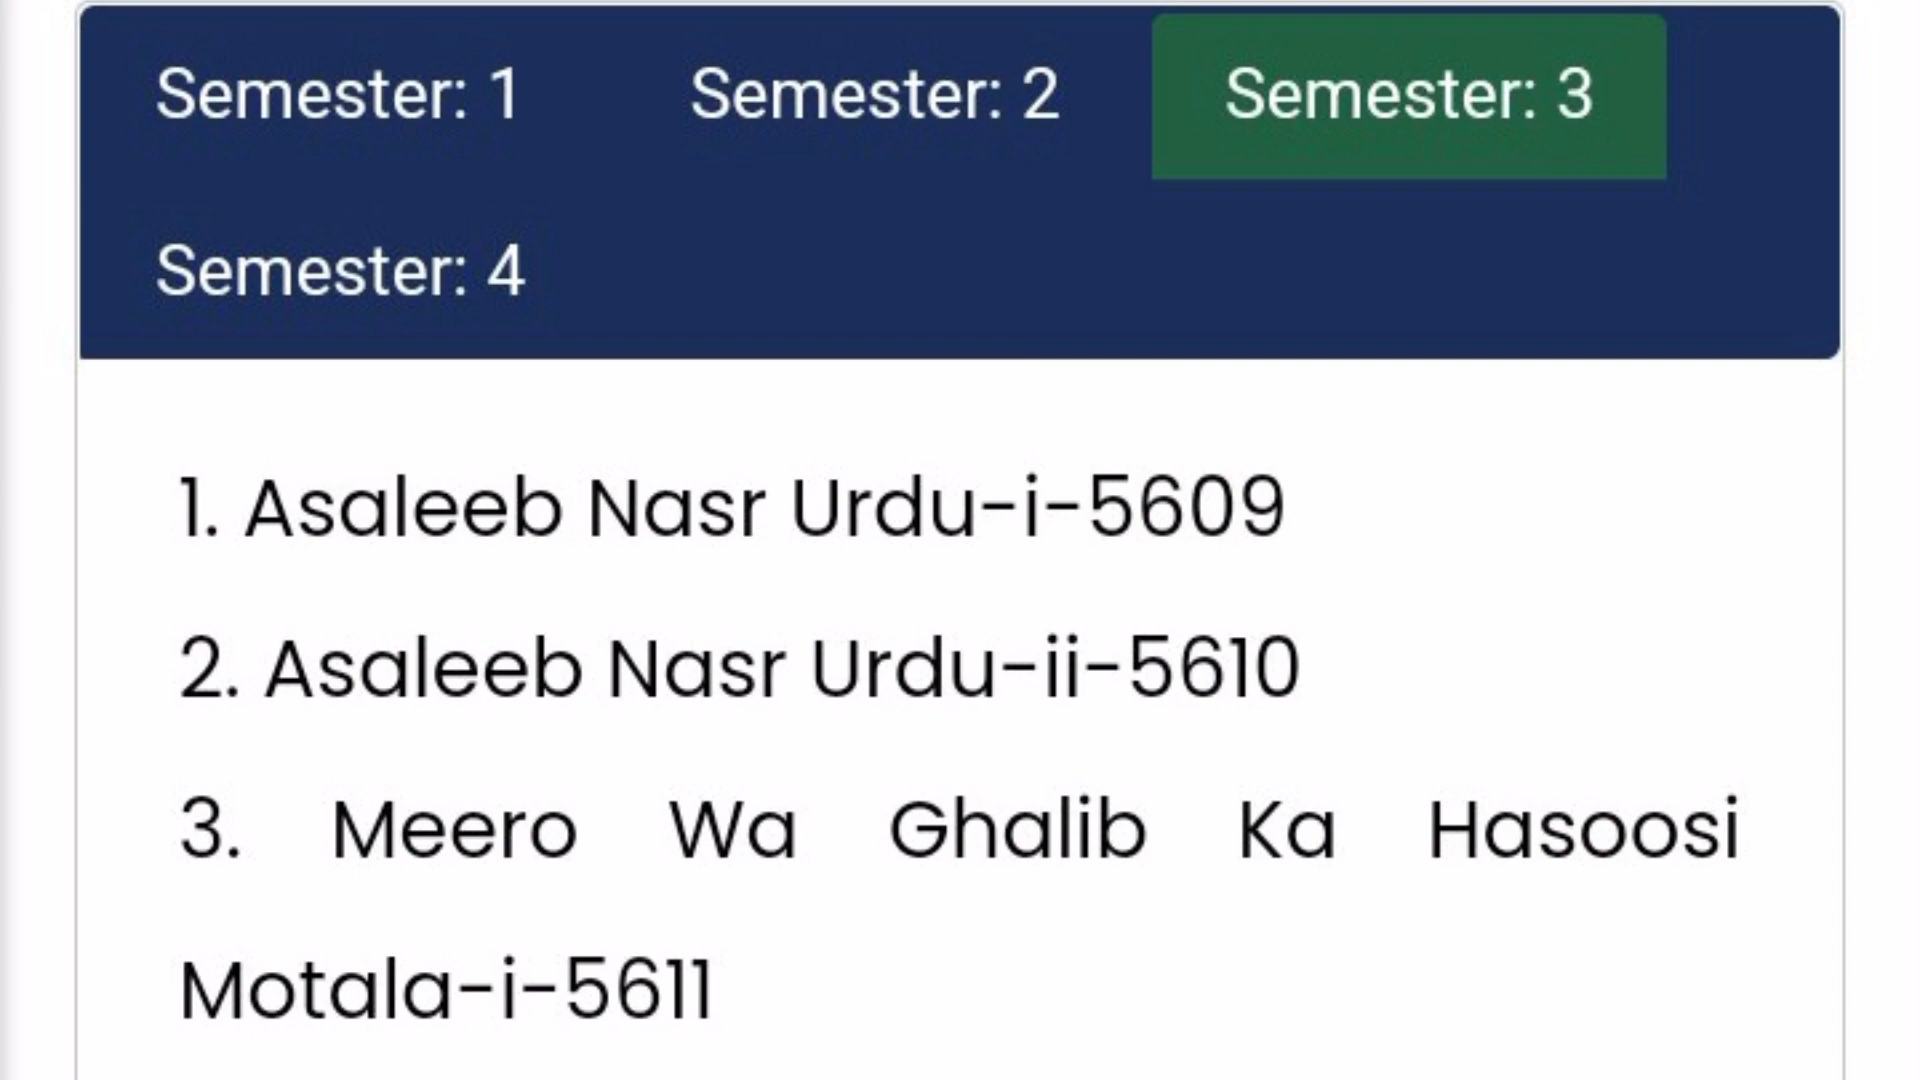 Semester: 1 Semester: 2 Semester: 3
Semester: 4
1. Asaleeb Nasr Urdu-i-5609
2. Asaleeb Nasr Urdu-ii-5610
3. Meero Wa Ghalib Ka Hasoosi
Motala-i-5611